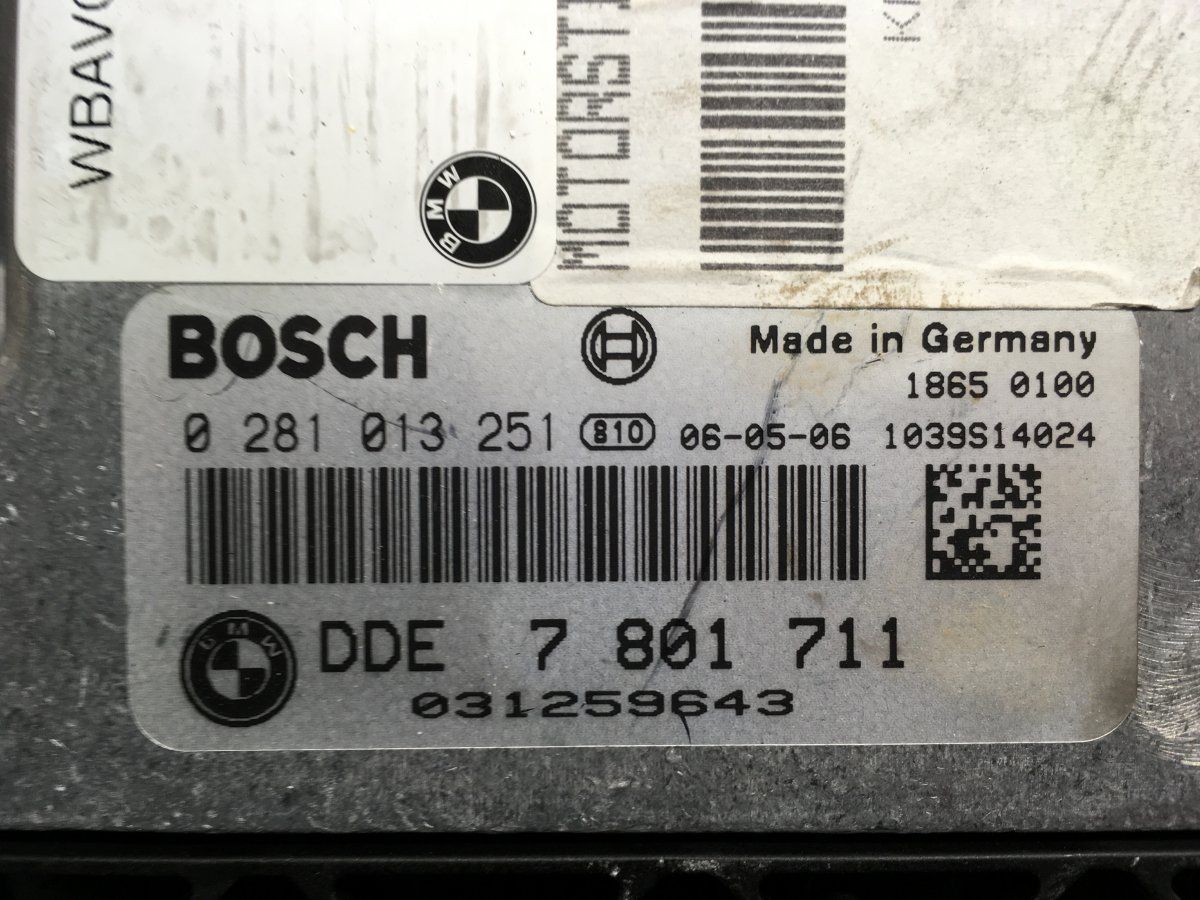 WBAV
BMW
MOTORST
BOSCH
Made in Germany
1865 0100
0 281 013 251 810 06-05-06 1039S14024
BMW
DDE 7 801 711
031259643